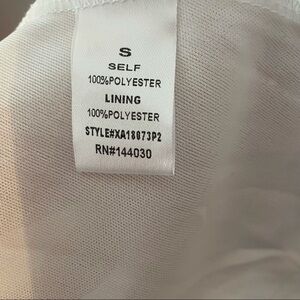 S
SELF
100%POLYESTER
LINING
100%POLYESTER
STYLE#XA18073P2
RN#144030